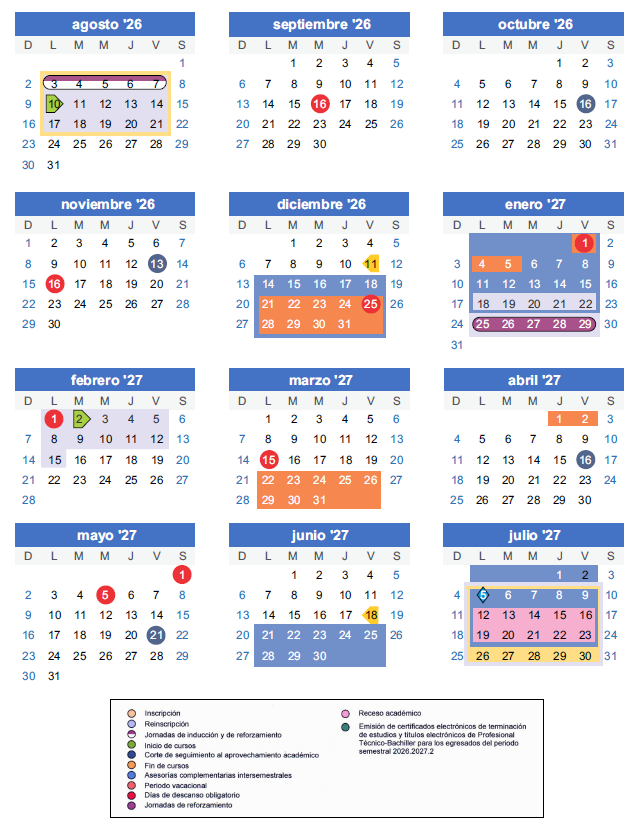 agosto '26
D L M M J V S
1
2 3 4 5 6 7 8
9 10 11 12 13 14 15
16 17 18 19 20 21 22
23 24 25 26 27 28 29
30 31
septiembre '26
D L M M J V S
1 2 3 4 5
6 7 8 9 10 11 12
13 14 15 16 17 18 19
20 21 22 23 24 25 26
27 28 29 30
octubre '26
D L M M J V S
1 2 3
4 5 6 7 8 9 10
11 12 13 14 15 16 17
18 19 20 21 22 23 24
25 26 27 28 29 30 31
noviembre '26
D L M M J V S
1 2 3 4 5 6 7
8 9 10 11 12 13 14
15 16 17 18 19 20 21
22 23 24 25 26 27 28
29 30
diciembre '26
D L M M J V S
1 2 3 4 5
6 7 8 9 10 11 12
13 14 15 16 17 18 19
20 21 22 23 24 25 26
27 28 29 30 31
enero '27
D L M M J V S
1 2
3 4 5 6 7 8 9
10 11 12 13 14 15 16
17 18 19 20 21 22 23
24 25 26 27 28 29 30
31
febrero '27
D L M M J V S
1 2 3 4 5 6
7 8 9 10 11 12 13
14 15 16 17 18 19 20
21 22 23 24 25 26 27
28
marzo '27
D L M M J V S
1 2 3 4 5 6
7 8 9 10 11 12 13
14 15 16 17 18 19 20
21 22 23 24 25 26 27
28 29 30 31
abril '27
D L M M J V S
1 2 3
4 5 6 7 8 9 10
11 12 13 14 15 16 17
18 19 20 21 22 23 24
25 26 27 28 29 30
mayo '27
D L M M J V S
1
2 3 4 5 6 7 8
9 10 11 12 13 14 15
16 17 18 19 20 21 22
23 24 25 26 27 28 29
30 31
junio '27
D L M M J V S
1 2 3 4 5
6 7 8 9 10 11 12
13 14 15 16 17 18 19
20 21 22 23 24 25 26
27 28 29 30
julio '27
D L M M J V S
1 2 3
4 5 6 7 8 9 10
11 12 13 14 15 16 17
18 19 20 21 22 23 24
25 26 27 28 29 30 31
Inscripción
Reinscripción
Jornadas de inducción y de reforzamiento
Inicio de cursos
Corte de seguimiento al aprovechamiento académico
Fin de cursos
Asesorías complementarias intersemestrales
Periodo vacacional
Días de descanso obligatorio
Jornadas de reforzamiento
Receso académico
Emisión de certificados electrónicos de terminación
de estudios y títulos electrónicos de Profesional
Técnico-Bachiller para los egresados del periodo
semestral 2026.2027.2